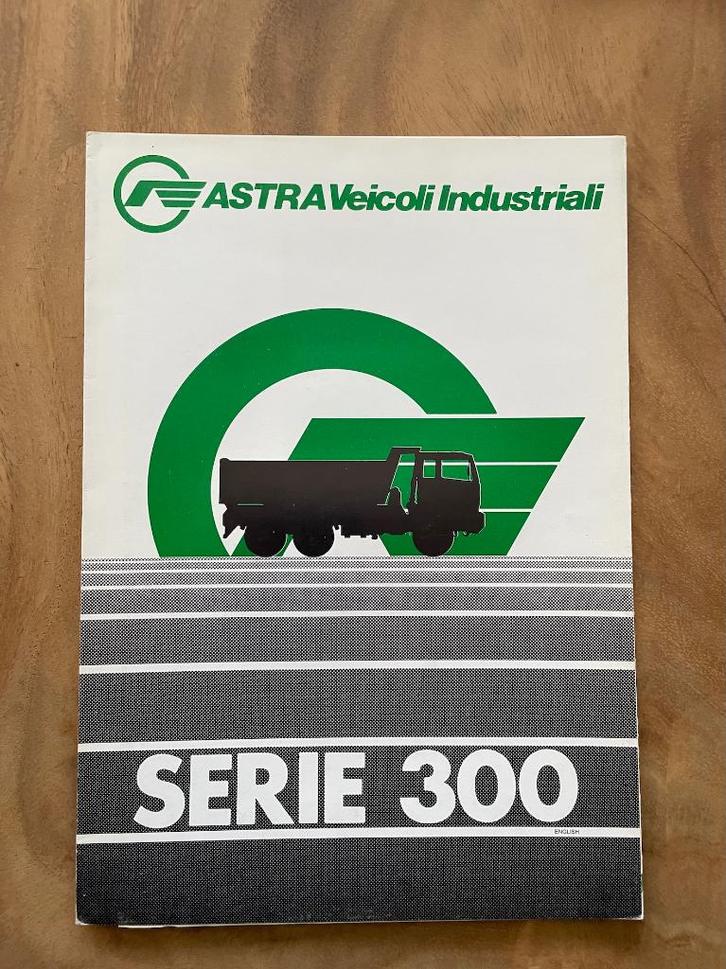 ASTRA Veicoli Industriali
SERIE 300
ENGLISH